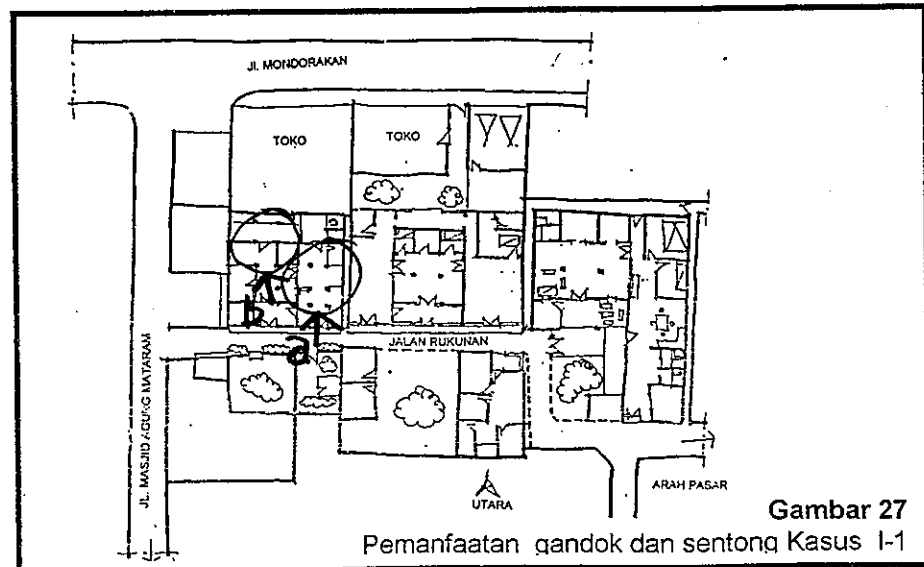 Jl. MONDORAKAN
TOKO
TOKO
b
a
JALAN RUKUNAN
JL. MASJID AGUNG MATARAM
UTARA
ARAH PASAR
Gambar 27
Pemanfaatan gandok dan sentong Kasus I-1